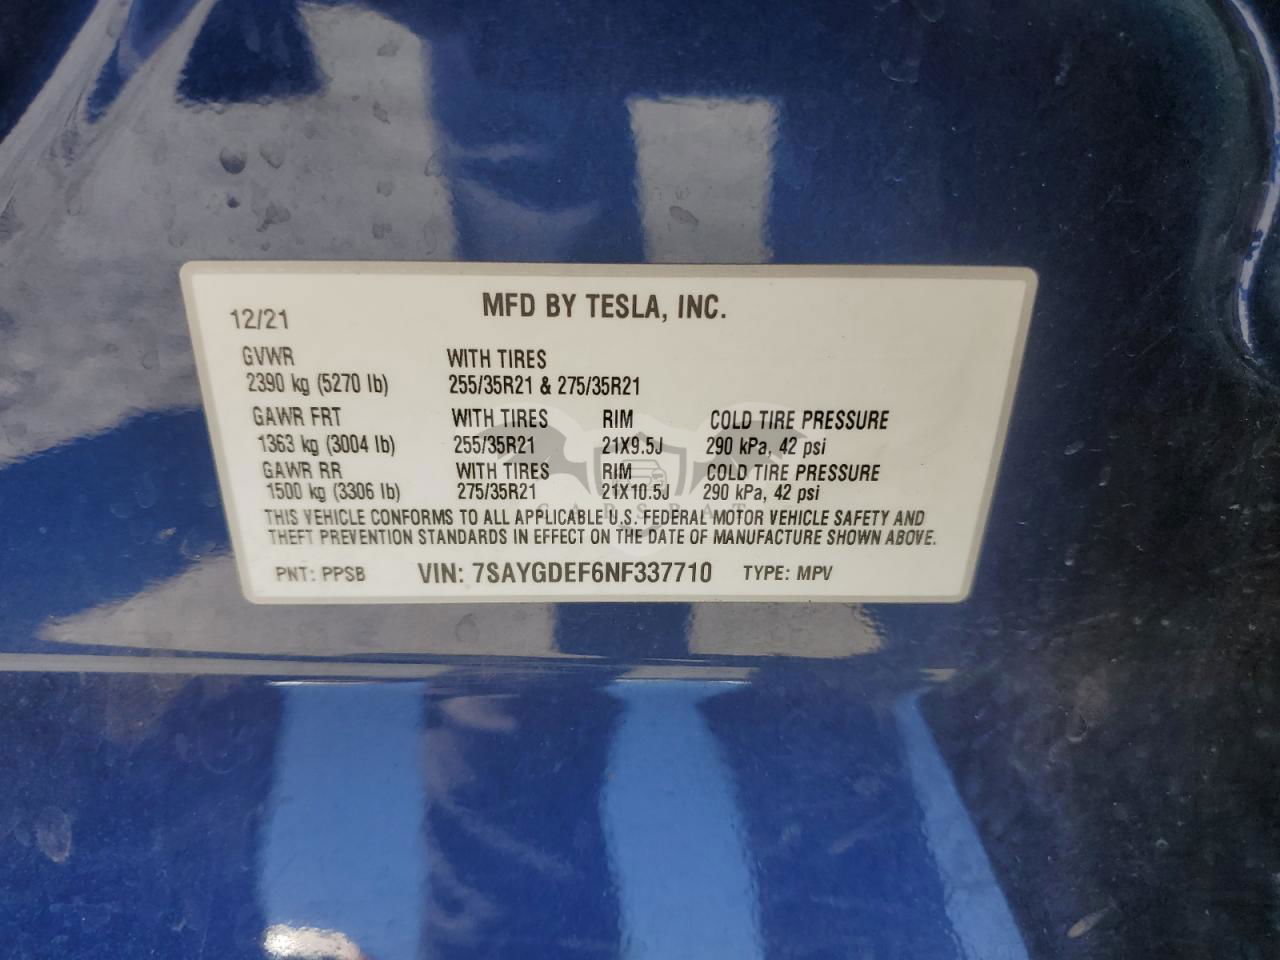 MFD BY TESLA, INC.
12/21
GVWR WITH TIRES
2390 kg (5270 lb) 255/35R21 & 275/35R21
GAWR FRT WITH TIRES RIM COLD TIRE PRESSURE
1363 kg (3004 lb) 255/35R21 21X9.5J 290 kPa, 42 psi
GAWR RR WITH TIRES RIM COLD TIRE PRESSURE
1500 kg (3306 lb) 275/35R21 21X10.5J 290 kPa, 42 psi
THIS VEHICLE CONFORMS TO ALL APPLICABLE U.S. FEDERAL MOTOR VEHICLE SAFETY AND
THEFT PREVENTION STANDARDS IN EFFECT ON THE DATE OF MANUFACTURE SHOWN ABOVE.
PNT: PPSB VIN: 7SAYGDEF6NF337710 TYPE: MPV